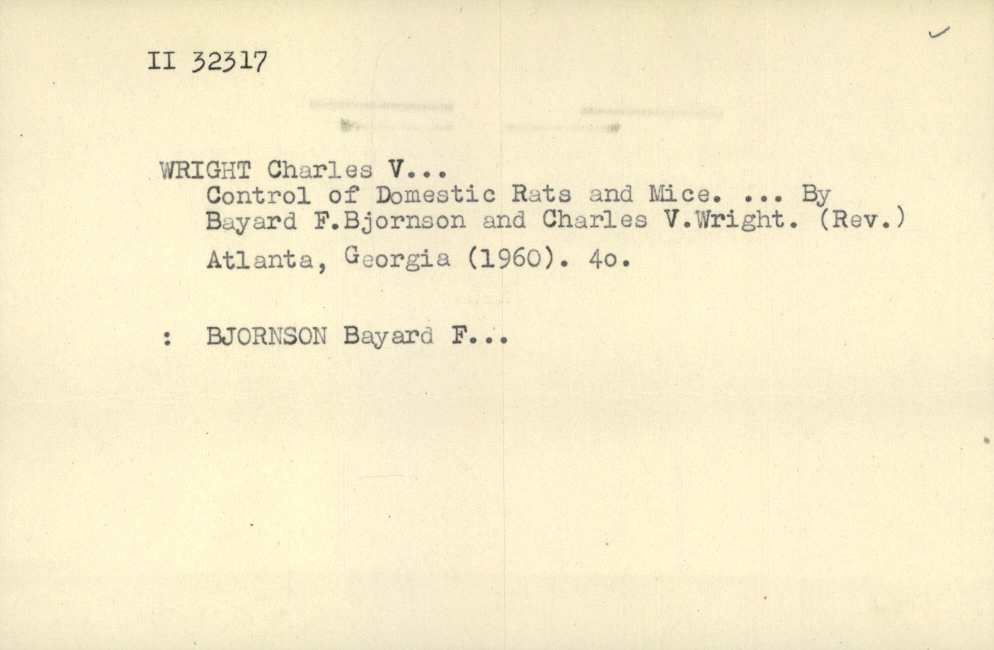 II 32317
WRIGHT Charles V...
Control of Domestic Rats and Mice. ... By
Bayard F.Bjornson and Charles V.Wright. (Rev.)
Atlanta, Georgia (1960). 4o.
: BJORNSON Bayard F...